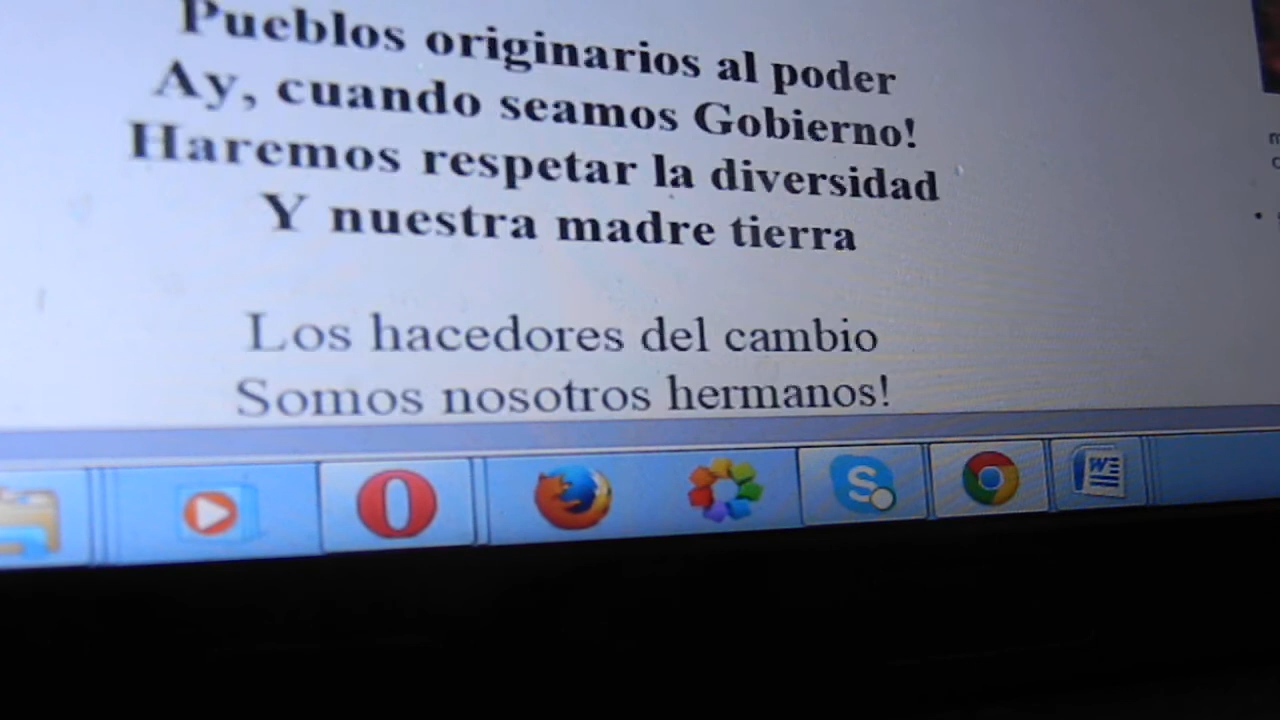 Pueblos originarios al poder
Ay, cuando seamos Gobierno!
Haremos respetar la diversidad
Y nuestra madre tierra
Los hacedores del cambio
Somos nosotros hermanos!
S
W